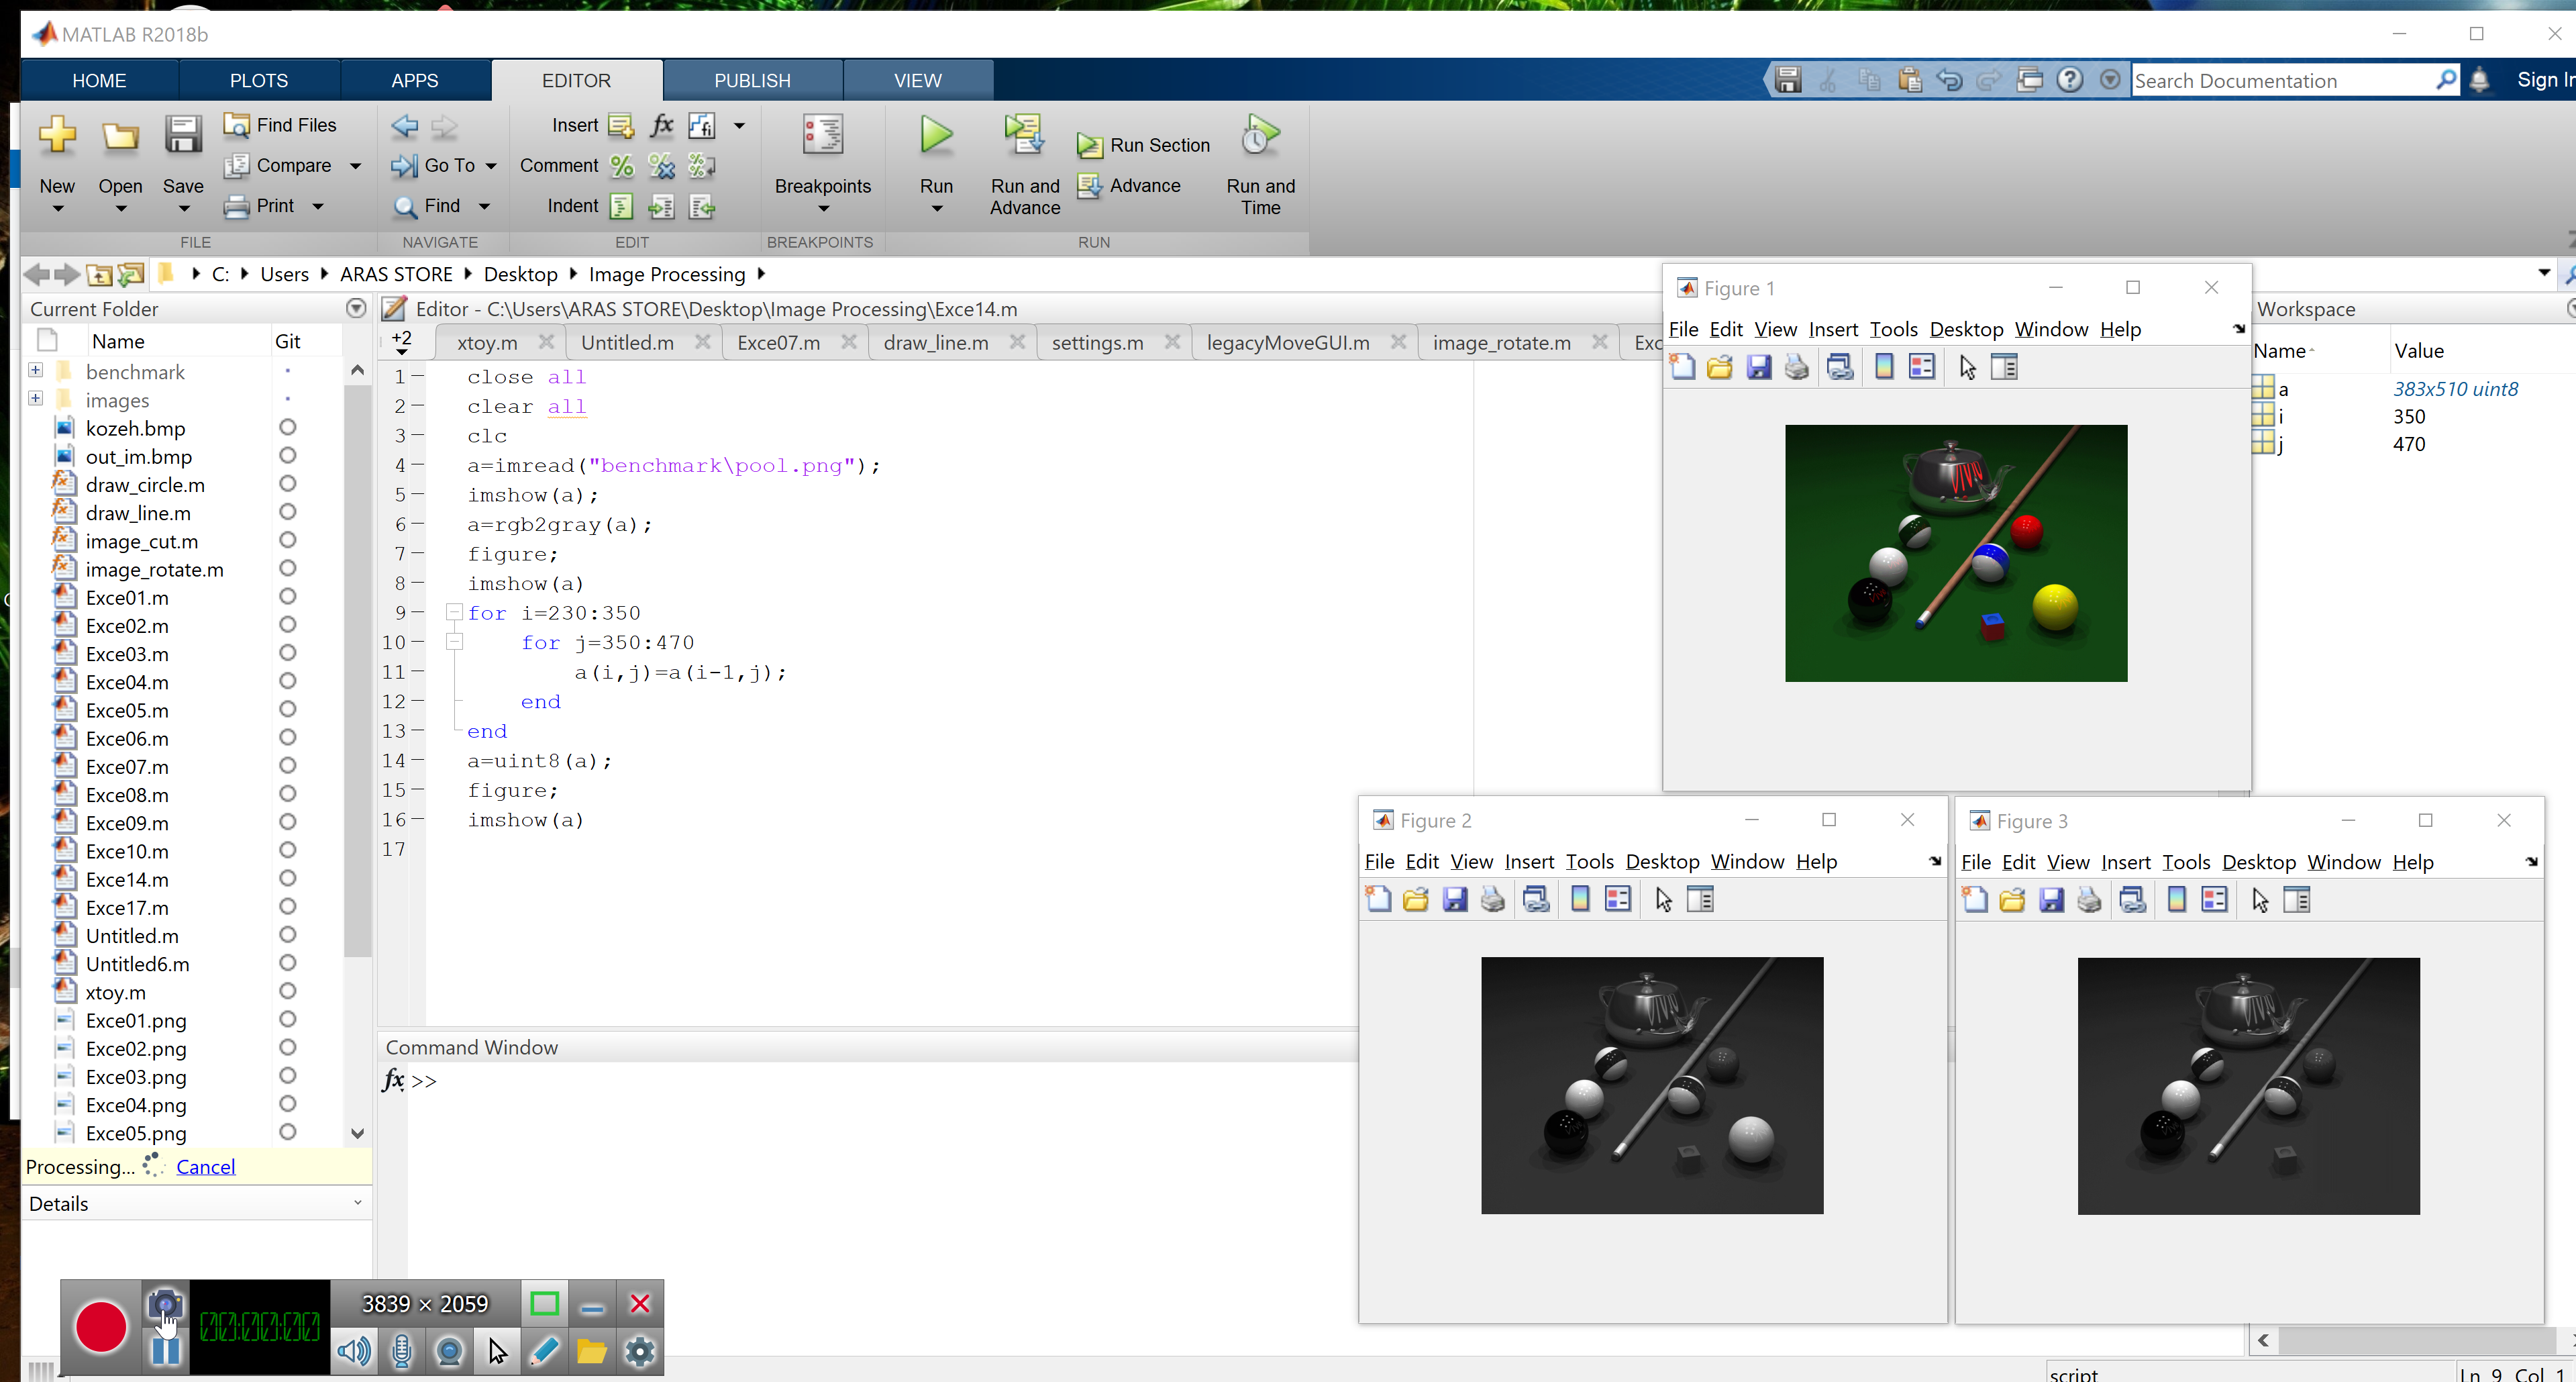 MATLAB R2018b
HOME PLOTS APPS EDITOR PUBLISH VIEW
Search Documentation
New Open Save
Find Files
Compare
Print
FILE
Go To
Find
NAVIGATE
Insert fx
Comment
Indent
EDIT
Breakpoints
BREAKPOINTS
Run
Run and Advance
Run Section
Advance
Run and Time
RUN
C: Users ARAS STORE Desktop Image Processing
Current Folder
Name Git
benchmark
images
kozeh.bmp
out_im.bmp
draw_circle.m
draw_line.m
image_cut.m
image_rotate.m
Exce01.m
Exce02.m
Exce03.m
Exce04.m
Exce05.m
Exce06.m
Exce07.m
Exce08.m
Exce09.m
Exce10.m
Exce14.m
Exce17.m
Untitled.m
Untitled6.m
xtoy.m
Exce01.png
Exce02.png
Exce03.png
Exce04.png
Exce05.png
Processing... Cancel
Details
Editor - C:\Users\ARAS STORE\Desktop\Image Processing\Exce14.m
+2 xtoy.m Untitled.m Exce07.m draw_line.m settings.m legacyMoveGUI.m image_rotate.m
1 close all
2 clear all
3 clc
4 a=imread("benchmark\pool.png");
5 imshow(a);
6 a=rgb2gray(a);
7 figure;
8 imshow(a)
9 for i=230:350
10 for j=350:470
11 a(i,j)=a(i-1,j);
12 end
13 end
14 a=uint8(a);
15 figure;
16 imshow(a)
17
Command Window
fx >>
Figure 1
File Edit View Insert Tools Desktop Window Help
VIVID
Workspace
Name Value
a 383x510 uint8
i 350
j 470
Figure 2
File Edit View Insert Tools Desktop Window Help
Figure 3
File Edit View Insert Tools Desktop Window Help
3839 × 2059
00:00:00
script
Ln 9 Col 1